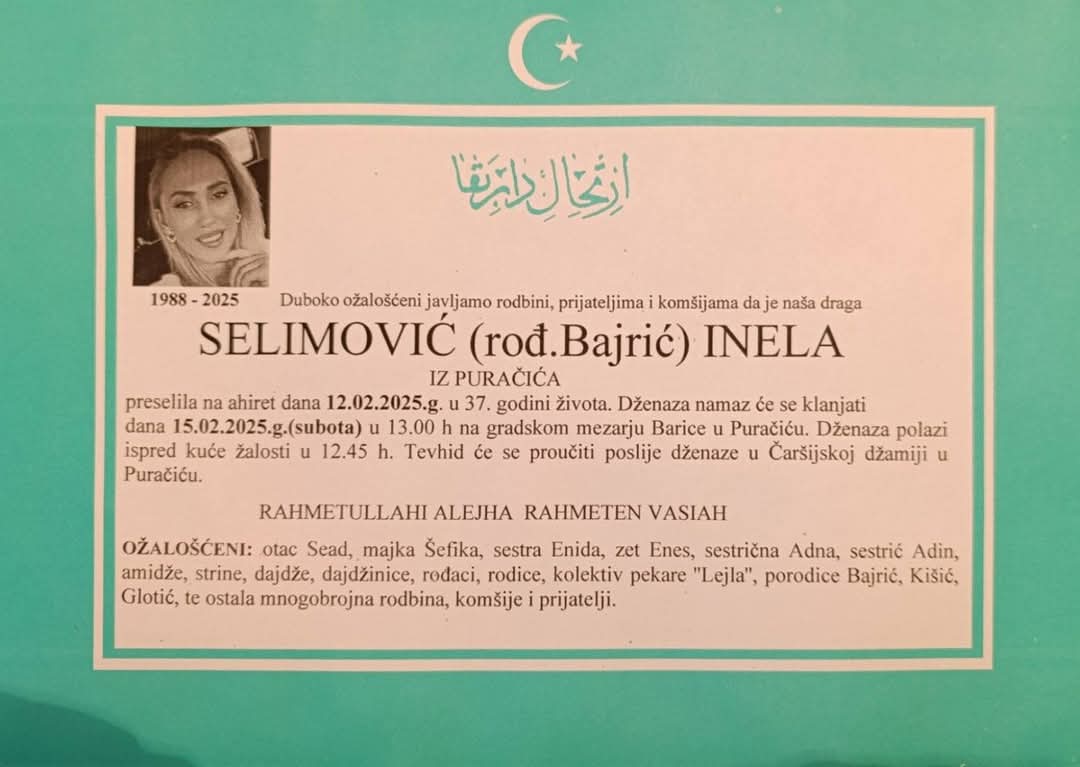 ارتحال دار بقا
1988 - 2025 Duboko ožalošćeni javljamo rodbini, prijateljima i komšijama da je naša draga
SELIMOVIĆ (rođ.Bajrić) INELA
IZ PURAČIĆA
preselila na ahiret dana 12.02.2025.g. u 37. godini života. Dženaza namaz će se klanjati
dana 15.02.2025.g.(subota) u 13.00 h na gradskom mezarju Barice u Puračiću. Dženaza polazi
ispred kuće žalosti u 12.45 h. Tevhid će se proučiti poslije dženaze u Čaršijskoj džamiji u
Puračiću.
RAHMETULLAHI ALEJHA RAHMETEN VASIAH
OŽALOŠĆENI: otac Sead, majka Šefika, sestra Enida, zet Enes, sestrična Adna, sestrić Adin,
amidže, strine, dajdže, dajdžinice, rođaci, rodice, kolektiv pekare "Lejla", porodice Bajrić, Kišić,
Glotić, te ostala mnogobrojna rodbina, komšije i prijatelji.